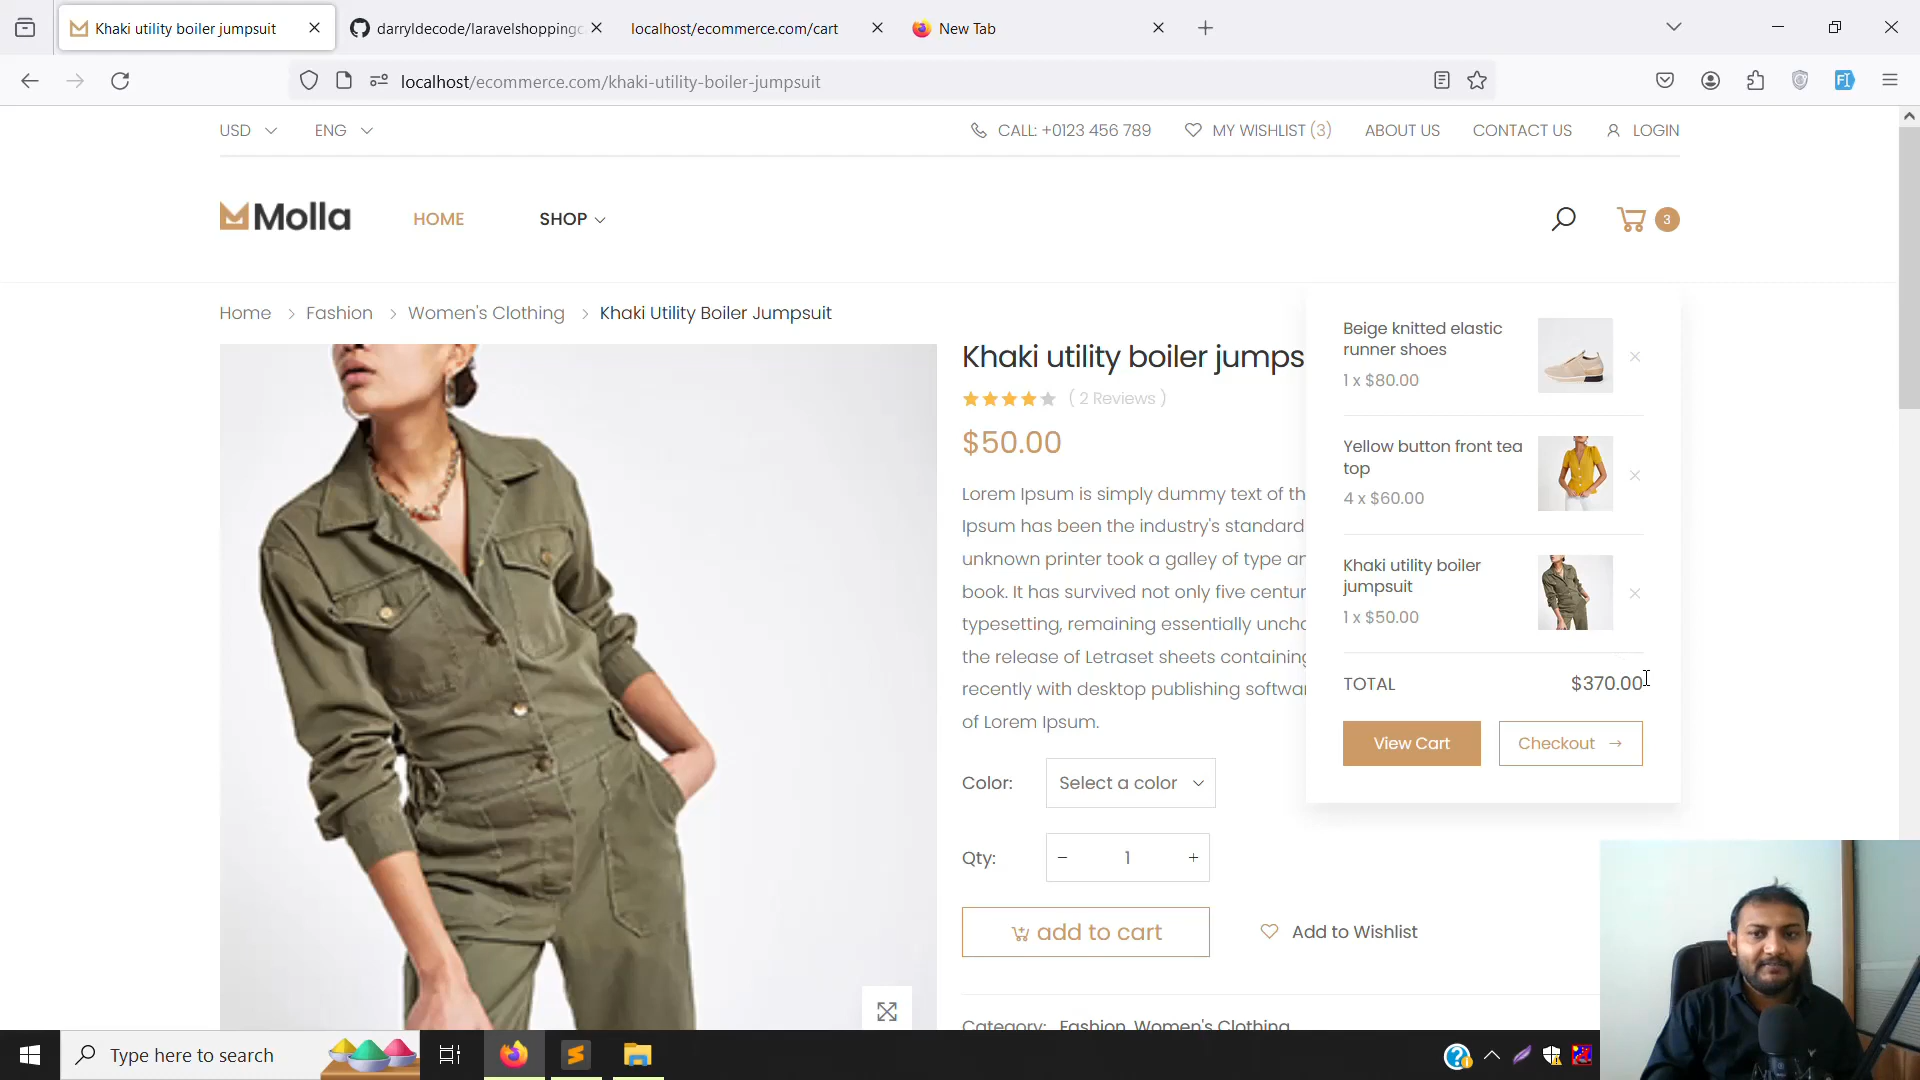 Khaki utility boiler jumpsuit
darryldecode/laravelshoppingc
localhost/ecommerce.com/cart
New Tab
localhost/ecommerce.com/khaki-utility-boiler-jumpsuit
USD
ENG
CALL: +0123 456 789
MY WISHLIST (3)
ABOUT US
CONTACT US
LOGIN
Molla
HOME
SHOP
3
Home
Fashion
Women's Clothing
Khaki Utility Boiler Jumpsuit
Khaki utility boiler jumps
( 2 Reviews )
$50.00
Lorem Ipsum is simply dummy text of th
Ipsum has been the industry's standard
unknown printer took a galley of type an
book. It has survived not only five centur
typesetting, remaining essentially uncha
the release of Letraset sheets containing
recently with desktop publishing softwar
of Lorem Ipsum.
Color:
Select a color
Qty:
1
add to cart
Add to Wishlist
Category: Fashion, Women's Clothing
Beige knitted elastic
runner shoes
1 x $80.00
Yellow button front tea
top
4 x $60.00
Khaki utility boiler
jumpsuit
1 x $50.00
TOTAL
$370.00
View Cart
Checkout
Type here to search